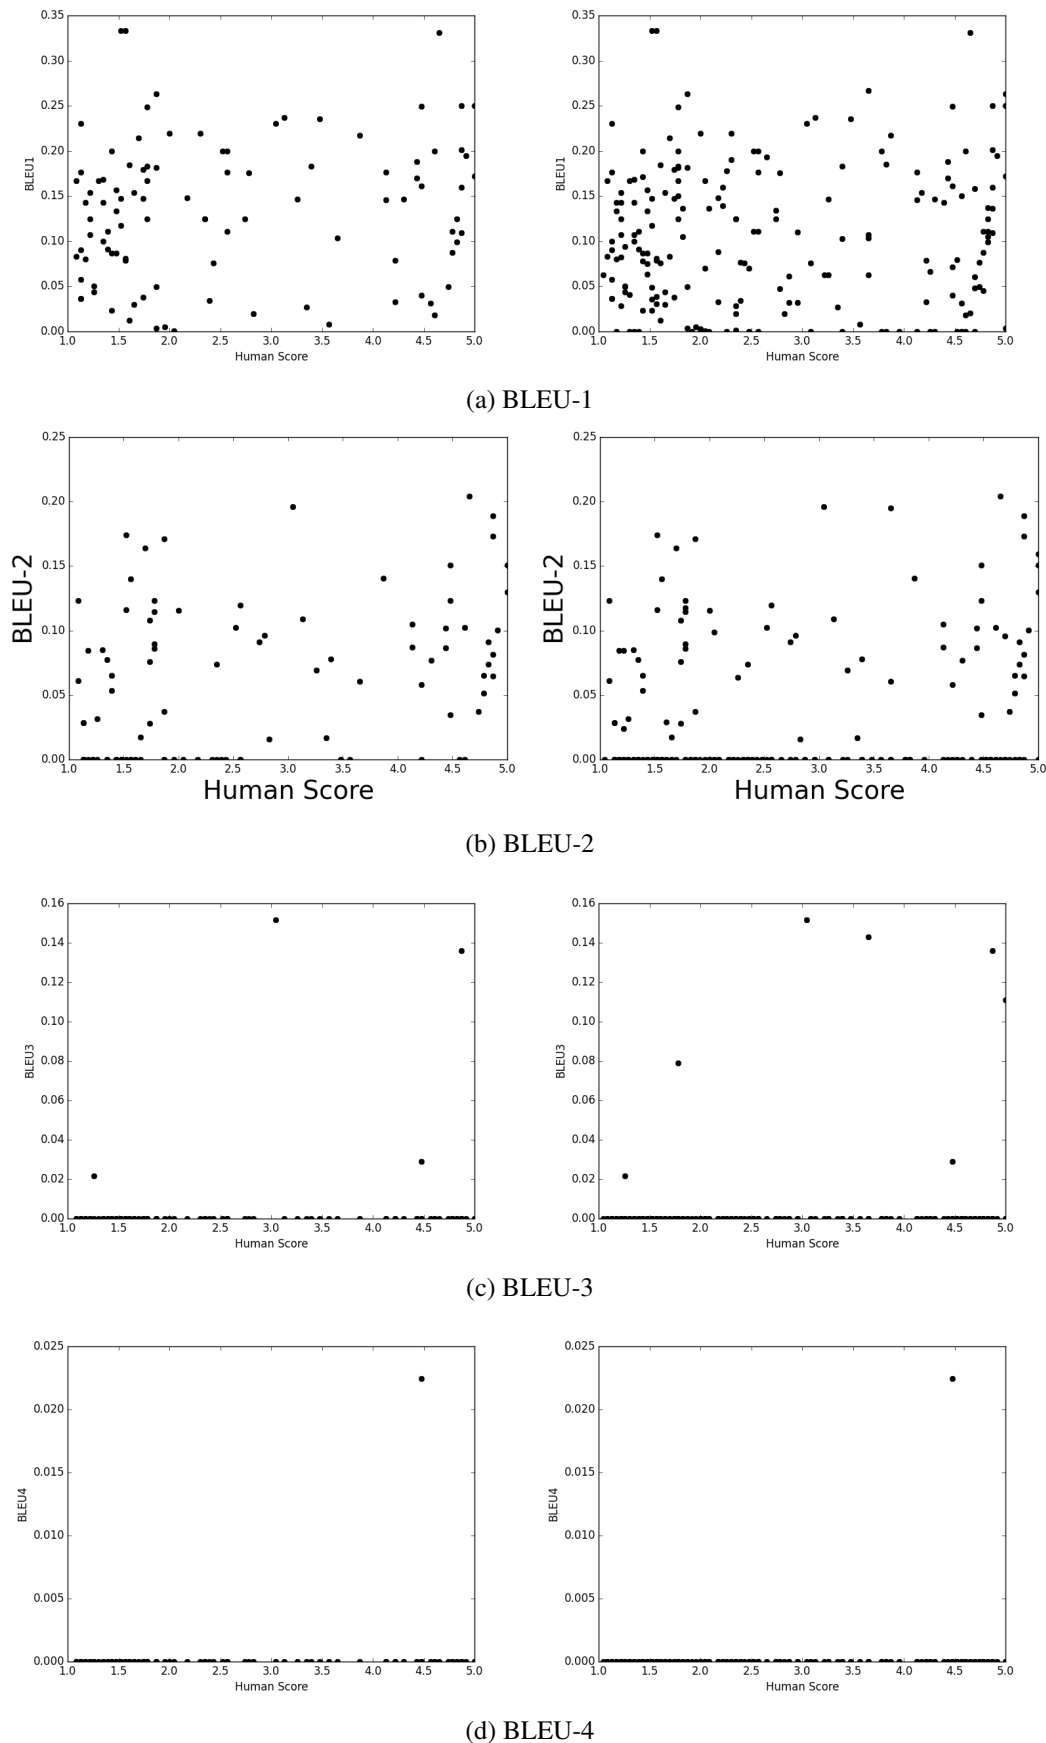 0.35 0.35
0.30 0.30
0.25 0.25
0.20 0.20
BLEU1 BLEU1
0.15 0.15
0.10 0.10
0.05 0.05
0.00 0.00
1.0 1.5 2.0 2.5 3.0 3.5 4.0 4.5 5.0 1.0 1.5 2.0 2.5 3.0 3.5 4.0 4.5 5.0
Human Score Human Score
(a) BLEU-1
0.25 0.25
0.20 0.20
0.15 0.15
BLEU-2 BLEU-2
0.10 0.10
0.05 0.05
0.00 0.00
1.0 1.5 2.0 2.5 3.0 3.5 4.0 4.5 5.0 1.0 1.5 2.0 2.5 3.0 3.5 4.0 4.5 5.0
Human Score Human Score
(b) BLEU-2
0.16 0.16
0.14 0.14
0.12 0.12
0.10 0.10
BLEU3 BLEU3
0.08 0.08
0.06 0.06
0.04 0.04
0.02 0.02
0.00 0.00
1.0 1.5 2.0 2.5 3.0 3.5 4.0 4.5 5.0 1.0 1.5 2.0 2.5 3.0 3.5 4.0 4.5 5.0
Human Score Human Score
(c) BLEU-3
0.025 0.025
0.020 0.020
0.015 0.015
BLEU4 BLEU4
0.010 0.010
0.005 0.005
0.000 0.000
1.0 1.5 2.0 2.5 3.0 3.5 4.0 4.5 5.0 1.0 1.5 2.0 2.5 3.0 3.5 4.0 4.5 5.0
Human Score Human Score
(d) BLEU-4